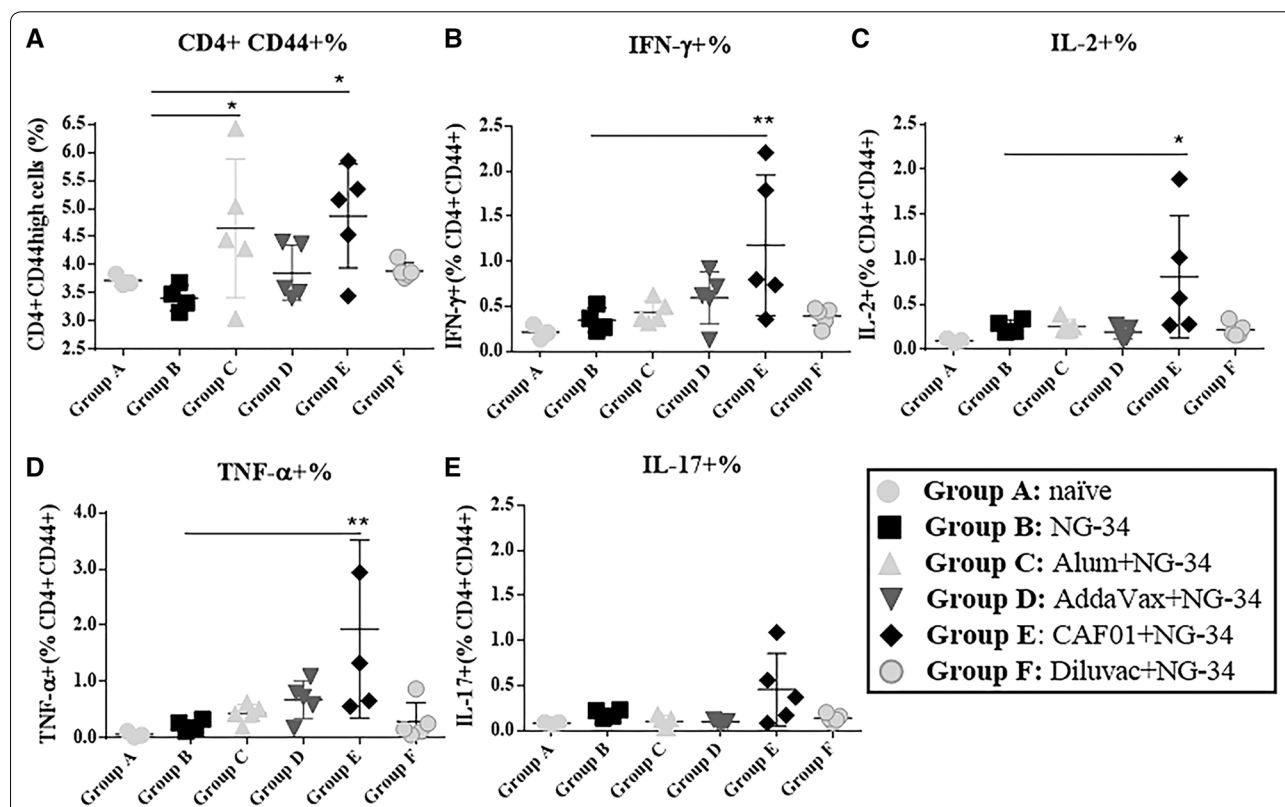 A
CD4+ CD44+%
*
*
CD4+CD44high cells (%)
6.5
6.0
5.5
5.0
4.5
4.0
3.5
3.0
2.5
Group A
Group B
Group C
Group D
Group E
Group F
B
IFN-γ+%
**
IFN-γ+(% CD4+CD44+)
2.5
2.0
1.5
1.0
0.5
0.0
Group A
Group B
Group C
Group D
Group E
Group F
C
IL-2+%
*
IL-2+(% CD4+CD44+)
2.5
2.0
1.5
1.0
0.5
0.0
Group A
Group B
Group C
Group D
Group E
Group F
D
TNF-α+%
**
TNF-α+(% CD4+CD44+)
4.0
3.0
2.0
1.0
0.0
Group A
Group B
Group C
Group D
Group E
Group F
E
IL-17+%
IL-17+(% CD4+CD44+)
2.5
2.0
1.5
1.0
0.5
0.0
Group A
Group B
Group C
Group D
Group E
Group F
Group A: naïve
Group B: NG-34
Group C: Alum+NG-34
Group D: AddaVax+NG-34
Group E: CAF01+NG-34
Group F: Diluvac+NG-34